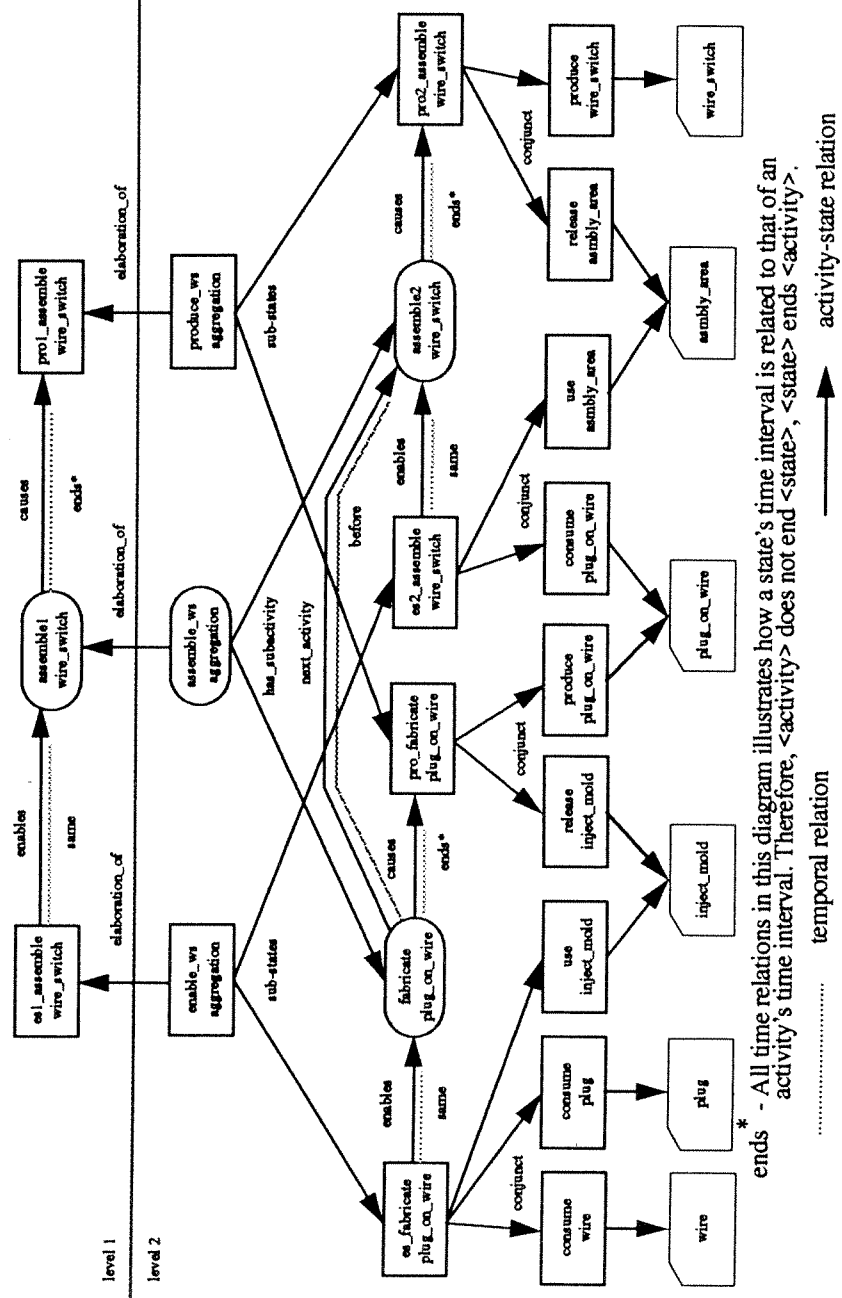 level 1
level 2
es1_assemble
wire_switch
enables
same
assemble1
wire_switch
causes
ends*
pro1_assemble
wire_switch
elaboration_of
elaboration_of
elaboration_of
enable_ws
aggregation
assemble_ws
aggregation
produce_ws
aggregation
sub-states
has_subactivity
next_activity
before
sub-states
es_fabricate
plug_on_wire
enables
same
fabricate
plug_on_wire
causes
ends*
pro_fabricate
plug_on_wire
es2_assemble
wire_switch
enables
same
assemble2
wire_switch
causes
ends*
pro2_assemble
wire_switch
conjunct
conjunct
conjunct
conjunct
consume
wire
consume
plug
use
inject_mold
release
inject_mold
produce
plug_on_wire
consume
plug_on_wire
use
asmbly_area
release
asmbly_area
produce
wire_switch
wire
plug
inject_mold
plug_on_wire
asmbly_area
wire_switch
ends* - All time relations in this diagram illustrates how a state's time interval is related to that of an
activity's time interval. Therefore, <activity> does not end <state>, <state> ends <activity>.
temporal relation
activity-state relation